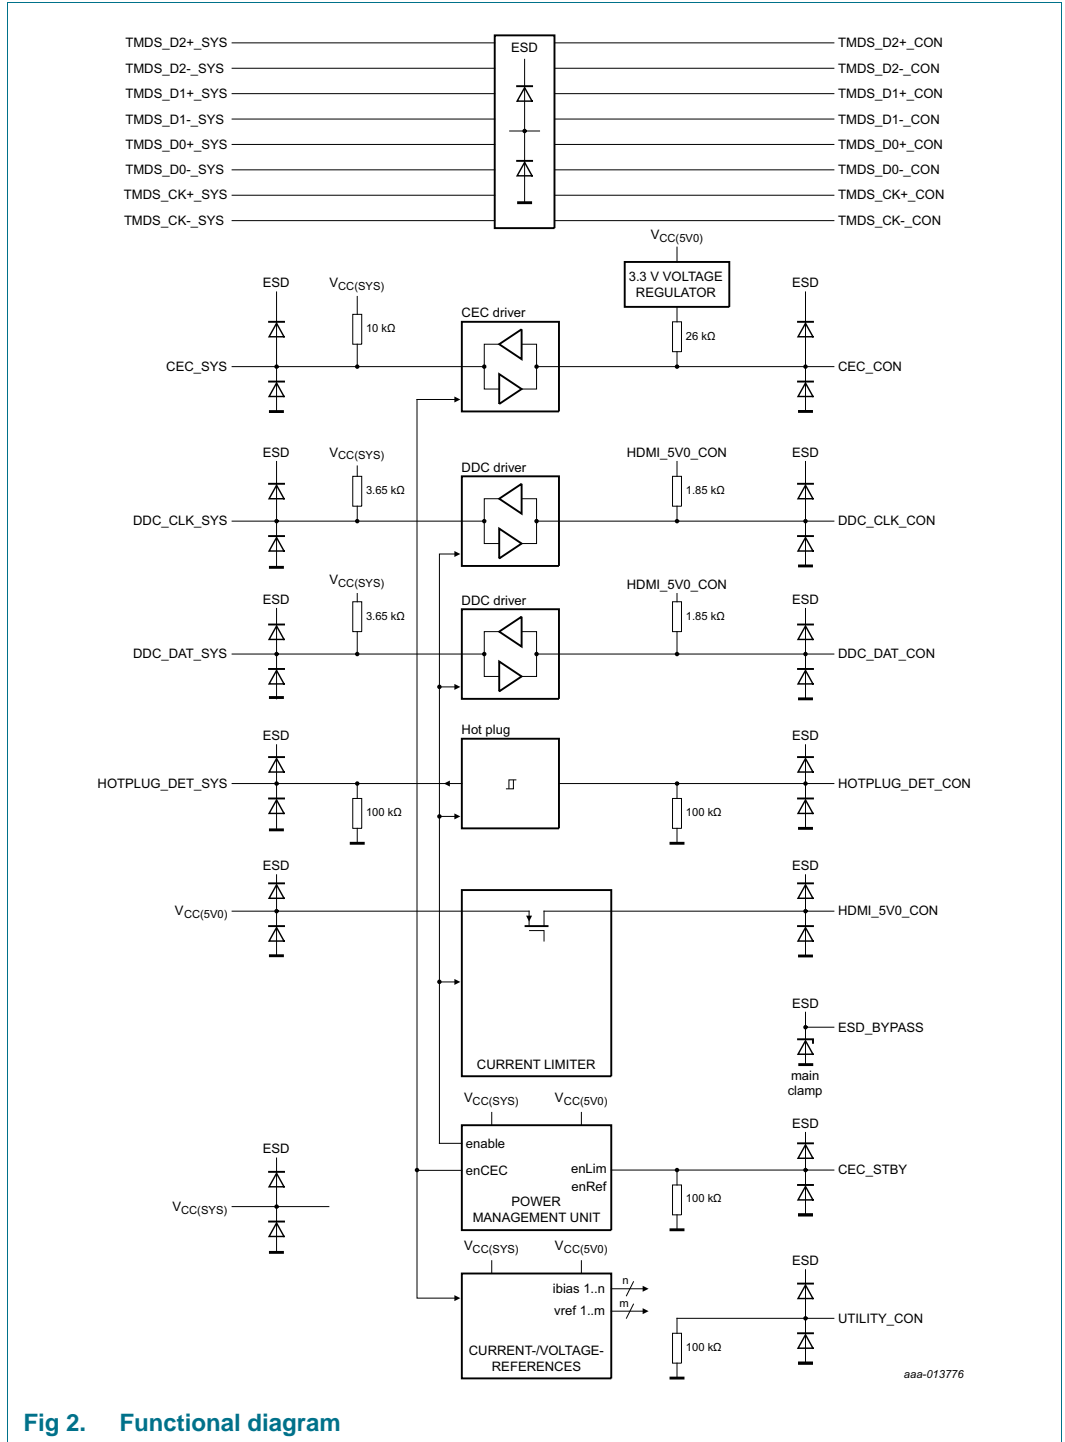 TMDS_D2+_SYS
TMDS_D2-_SYS
TMDS_D1+_SYS
TMDS_D1-_SYS
TMDS_D0+_SYS
TMDS_D0-_SYS
TMDS_CK+_SYS
TMDS_CK-_SYS
ESD
TMDS_D2+_CON
TMDS_D2-_CON
TMDS_D1+_CON
TMDS_D1-_CON
TMDS_D0+_CON
TMDS_D0-_CON
TMDS_CK+_CON
TMDS_CK-_CON
VCC(5V0)
3.3 V VOLTAGE
REGULATOR
ESD
VCC(SYS)
10 kΩ
CEC driver
26 kΩ
ESD
CEC_SYS
CEC_CON
ESD
VCC(SYS)
3.65 kΩ
DDC driver
HDMI_5V0_CON
1.85 kΩ
ESD
DDC_CLK_SYS
DDC_CLK_CON
ESD
VCC(SYS)
3.65 kΩ
DDC driver
HDMI_5V0_CON
1.85 kΩ
ESD
DDC_DAT_SYS
DDC_DAT_CON
ESD
Hot plug
ESD
HOTPLUG_DET_SYS
HOTPLUG_DET_CON
100 kΩ
100 kΩ
ESD
ESD
VCC(5V0)
HDMI_5V0_CON
CURRENT LIMITER
ESD
ESD_BYPASS
main
clamp
VCC(SYS)
VCC(5V0)
ESD
enable
enCEC
enLim
enRef
POWER
MANAGEMENT UNIT
CEC_STBY
100 kΩ
ESD
VCC(SYS)
VCC(SYS)
VCC(5V0)
ibias 1..n
n
vref 1..m
m
CURRENT-/VOLTAGE-
REFERENCES
ESD
UTILITY_CON
100 kΩ
aaa-013776
Fig 2. Functional diagram